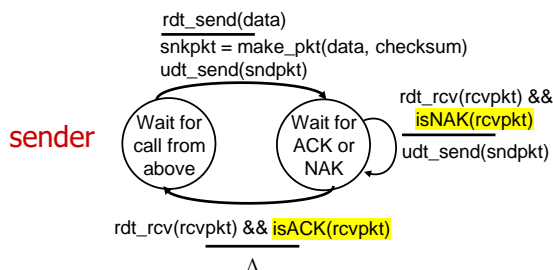 rdt_send(data)
snkpkt = make_pkt(data, checksum)
udt_send(sndpkt)
rdt_rcv(rcvpkt) &&
isNAK(rcvpkt)
udt_send(sndpkt)
sender
Wait for
call from
above
Wait for
ACK or
NAK
rdt_rcv(rcvpkt) && isACK(rcvpkt)
Λ